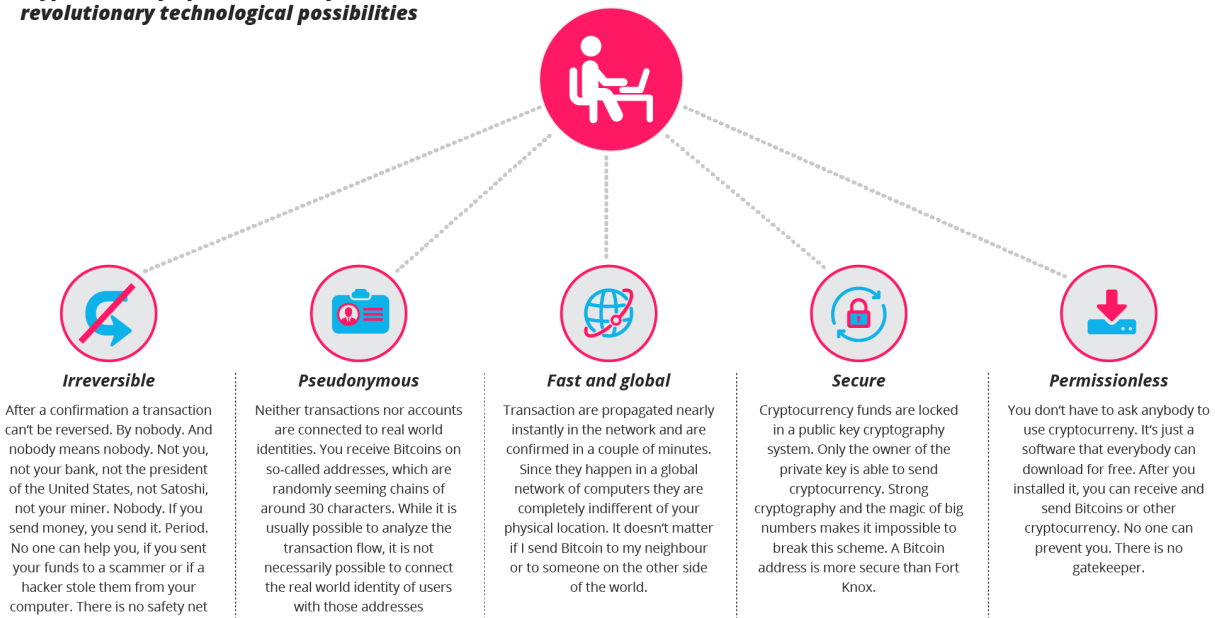 revolutionary technological possibilities
Irreversible
After a confirmation a transaction
can't be reversed. By nobody. And
nobody means nobody. Not you,
not your bank, not the president
of the United States, not Satoshi,
not your miner. Nobody. If you
send money, you send it. Period.
No one can help you, if you sent
your funds to a scammer or if a
hacker stole them from your
computer. There is no safety net
Pseudonymous
Neither transactions nor accounts
are connected to real world
identities. You receive Bitcoins on
so-called addresses, which are
randomly seeming chains of
around 30 characters. While it is
usually possible to analyze the
transaction flow, it is not
necessarily possible to connect
the real world identity of users
with those addresses
Fast and global
Transaction are propagated nearly
instantly in the network and are
confirmed in a couple of minutes.
Since they happen in a global
network of computers they are
completely indifferent of your
physical location. It doesn't matter
if I send Bitcoin to my neighbour
or to someone on the other side
of the world.
Secure
Cryptocurrency funds are locked
in a public key cryptography
system. Only the owner of the
private key is able to send
cryptocurrency. Strong
cryptography and the magic of big
numbers makes it impossible to
break this scheme. A Bitcoin
address is more secure than Fort
Knox.
Permissionless
You don't have to ask anybody to
use cryptocurreny. It's just a
software that everybody can
download for free. After you
installed it, you can receive and
send Bitcoins or other
cryptocurrency. No one can
prevent you. There is no
gatekeeper.